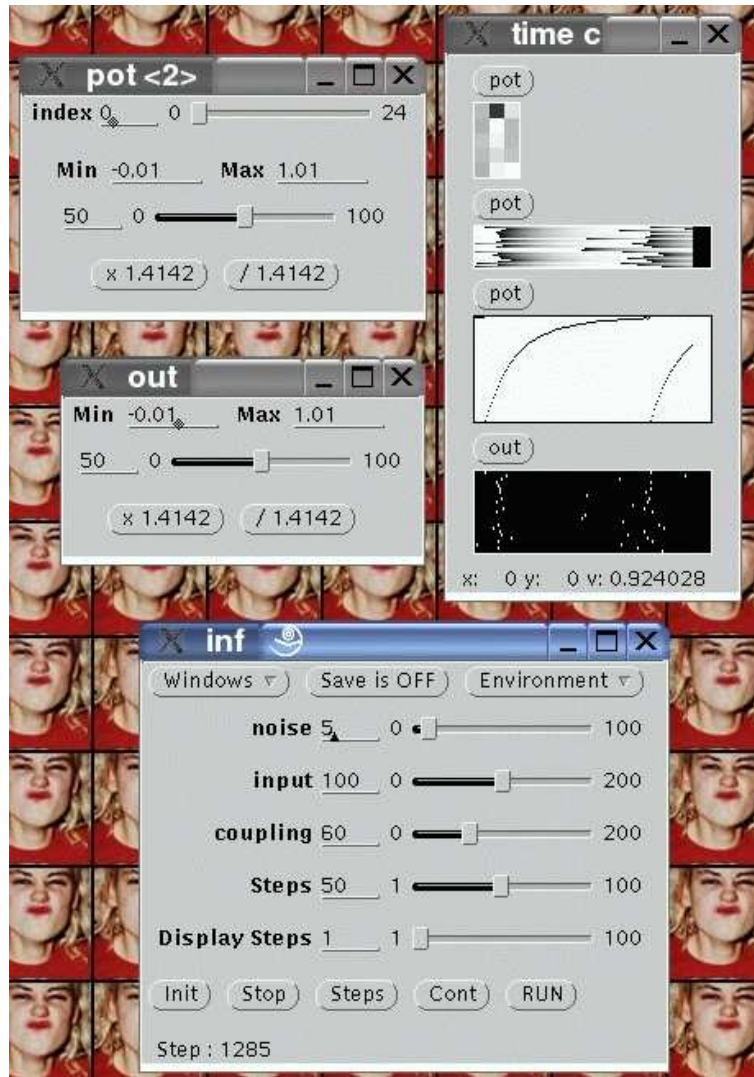 pot <2>
index 0 0 24
Min -0.01 Max 1.01
50 0 100
x 1.4142 / 1.4142
out
Min -0.01 Max 1.01
50 0 100
x 1.4142 / 1.4142
time c
pot
pot
pot
out
x: 0 y: 0 v: 0.924028
inf
Windows Save is OFF Environment
noise 5 0 100
input 100 0 200
coupling 60 0 200
Steps 50 1 100
Display Steps 1 1 100
Init Stop Steps Cont RUN
Step : 1285